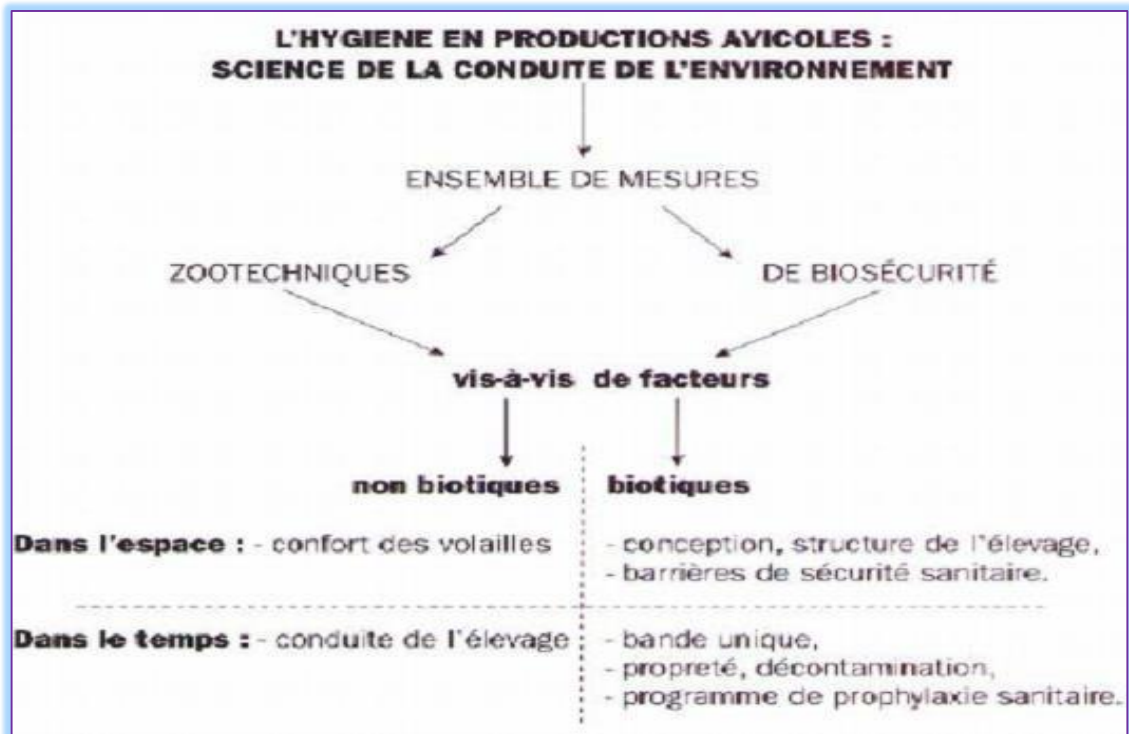 L'HYGIENE EN PRODUCTIONS AVICOLES :
SCIENCE DE LA CONDUITE DE L'ENVIRONNEMENT
ENSEMBLE DE MESURES
ZOOTECHNIQUES DE BIOSÉCURITÉ
vis-à-vis de facteurs
non biotiques biotiques
Dans l'espace : - confort des volailles - conception, structure de l'élevage,
- barrières de sécurité sanitaire.
Dans le temps : - conduite de l'élevage - bande unique,
- propreté, décontamination,
- programme de prophylaxie sanitaire.